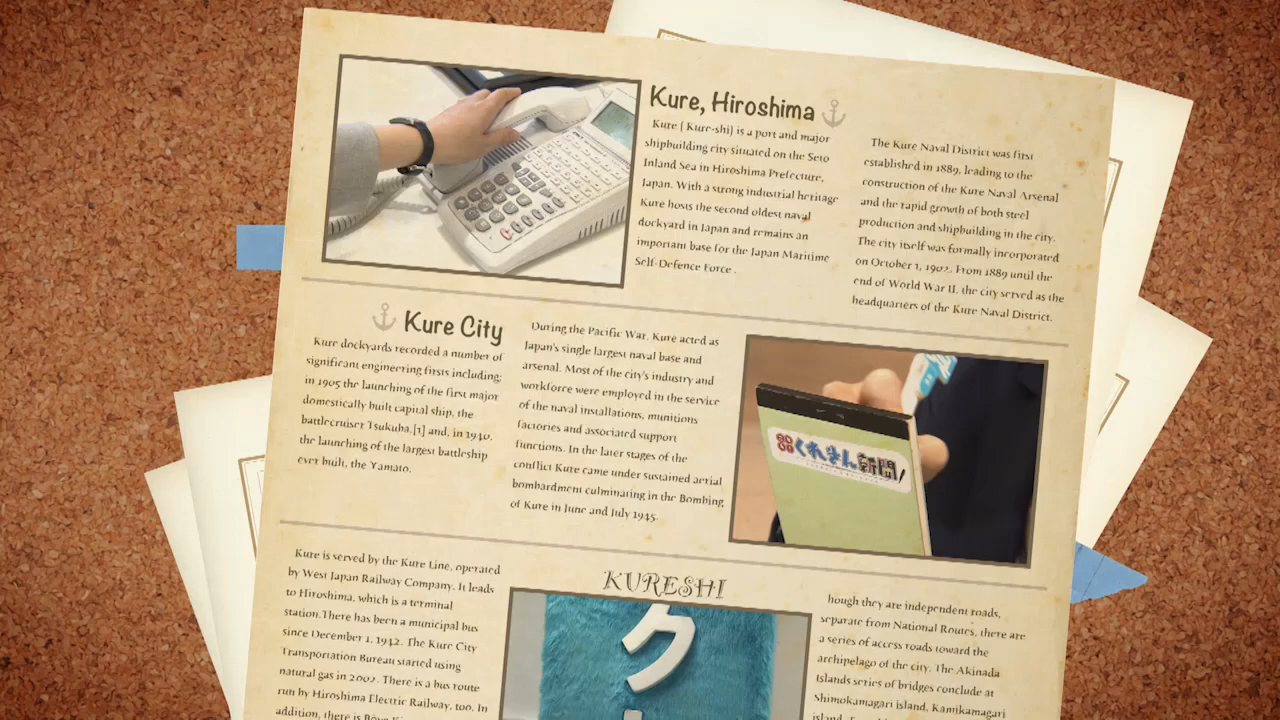 Kure, Hiroshima
Kure [ Kure-shi] is a port and major
shipbuilding city situated on the Seto
Inland Sea in Hiroshima Prefecture,
Japan. With a strong industrial heritage
Kure hosts the second oldest naval
dockyard in Japan and remains an
important base for the Japan Maritime
Self-Defence Force .
The Kure Naval District was first
established in 1889, leading to the
construction of the Kure Naval Arsenal
and the rapid growth of both steel
production and shipbuilding in the city.
The city itself was formally incorporated
on October 1, 1902. From 1889 until the
end of World War II, the city served as the
headquarters of the Kure Naval District.
Kure City
Kure dockyards recorded a number of
significant engineering firsts including;
in 1905 the launching of the first major
domestically built capital ship, the
battlecruiser Tsukuba,[1] and, in 1940,
the launching of the largest battleship
ever built, the Yamato.
During the Pacific War, Kure acted as
Japan's single largest naval base and
arsenal. Most of the city's industry and
workforce were employed in the service
of the naval installations, munitions
factories and associated support
functions. In the later stages of the
conflict Kure came under sustained aerial
bombardment culminating in the Bombing
of Kure in June and July 1945.
くれきん新聞
Kure is served by the Kure Line, operated
by West Japan Railway Company. It leads
to Hiroshima, which is a terminal
station.There has been a municipal bus
since December 1, 1942. The Kure City
Transportation Bureau started using
natural gas in 2002. There is a bus route
run by Hiroshima Electric Railway, too. In
addition, there is
KURESHI
ク
hough they are independent roads,
separate from National Routes, there are
a series of access roads toward the
archipelago of the city. The Akinada
Islands series of bridges conclude at
Shimokamagari island, Kamikamagari